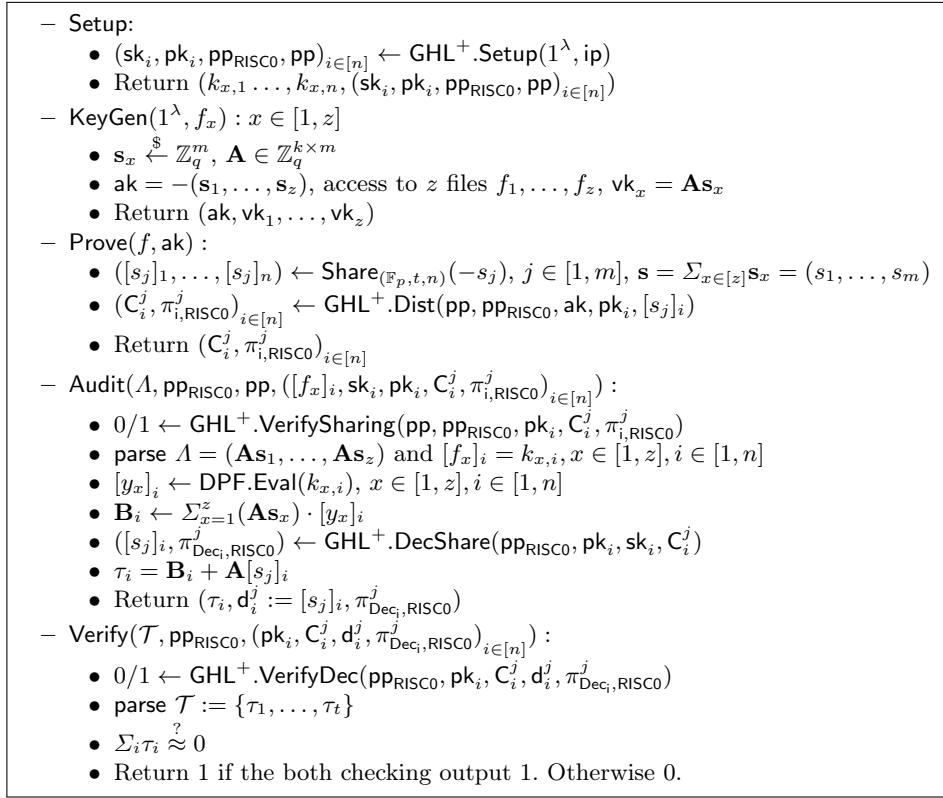 – Setup:
• (sk_i, pk_i, pp_RISC0, pp)_{i∈[n]} ← GHL⁺.Setup(1^λ, ip)
• Return (k_{x,1} …, k_{x,n}, (sk_i, pk_i, pp_RISC0, pp)_{i∈[n]})
– KeyGen(1^λ, f_x) : x ∈ [1, z]
• s_x ←$ ℤ_q^m, A ∈ ℤ_q^{k×m}
• ak = −(s_1, …, s_z), access to z files f_1, …, f_z, vk_x = As_x
• Return (ak, vk_1, …, vk_z)
– Prove(f, ak) :
• ([s_j]_1, …, [s_j]_n) ← Share_{(𝔽_p,t,n)}(−s_j), j ∈ [1, m], s = Σ_{x∈[z]} s_x = (s_1, …, s_m)
• (C_i^j, π_{i,RISC0}^j)_{i∈[n]} ← GHL⁺.Dist(pp, pp_RISC0, ak, pk_i, [s_j]_i)
• Return (C_i^j, π_{i,RISC0}^j)_{i∈[n]}
– Audit(Λ, pp_RISC0, pp, ([f_x]_i, sk_i, pk_i, C_i^j, π_{i,RISC0}^j)_{i∈[n]}) :
• 0/1 ← GHL⁺.VerifySharing(pp, pp_RISC0, pk_i, C_i^j, π_{i,RISC0}^j)
• parse Λ = (As_1, …, As_z) and [f_x]_i = k_{x,i}, x ∈ [1, z], i ∈ [1, n]
• [y_x]_i ← DPF.Eval(k_{x,i}), x ∈ [1, z], i ∈ [1, n]
• B_i ← Σ_{x=1}^z (As_x) · [y_x]_i
• ([s_j]_i, π_{Dec_i,RISC0}^j) ← GHL⁺.DecShare(pp_RISC0, pk_i, sk_i, C_i^j)
• τ_i = B_i + A[s_j]_i
• Return (τ_i, d_i^j := [s_j]_i, π_{Dec_i,RISC0}^j)
– Verify(𝒯, pp_RISC0, (pk_i, C_i^j, d_i^j, π_{Dec_i,RISC0}^j)_{i∈[n]}) :
• 0/1 ← GHL⁺.VerifyDec(pp_RISC0, pk_i, C_i^j, d_i^j, π_{Dec_i,RISC0}^j)
• parse 𝒯 := {τ_1, …, τ_t}
• Σ_i τ_i ≈? 0
• Return 1 if the both checking output 1. Otherwise 0.